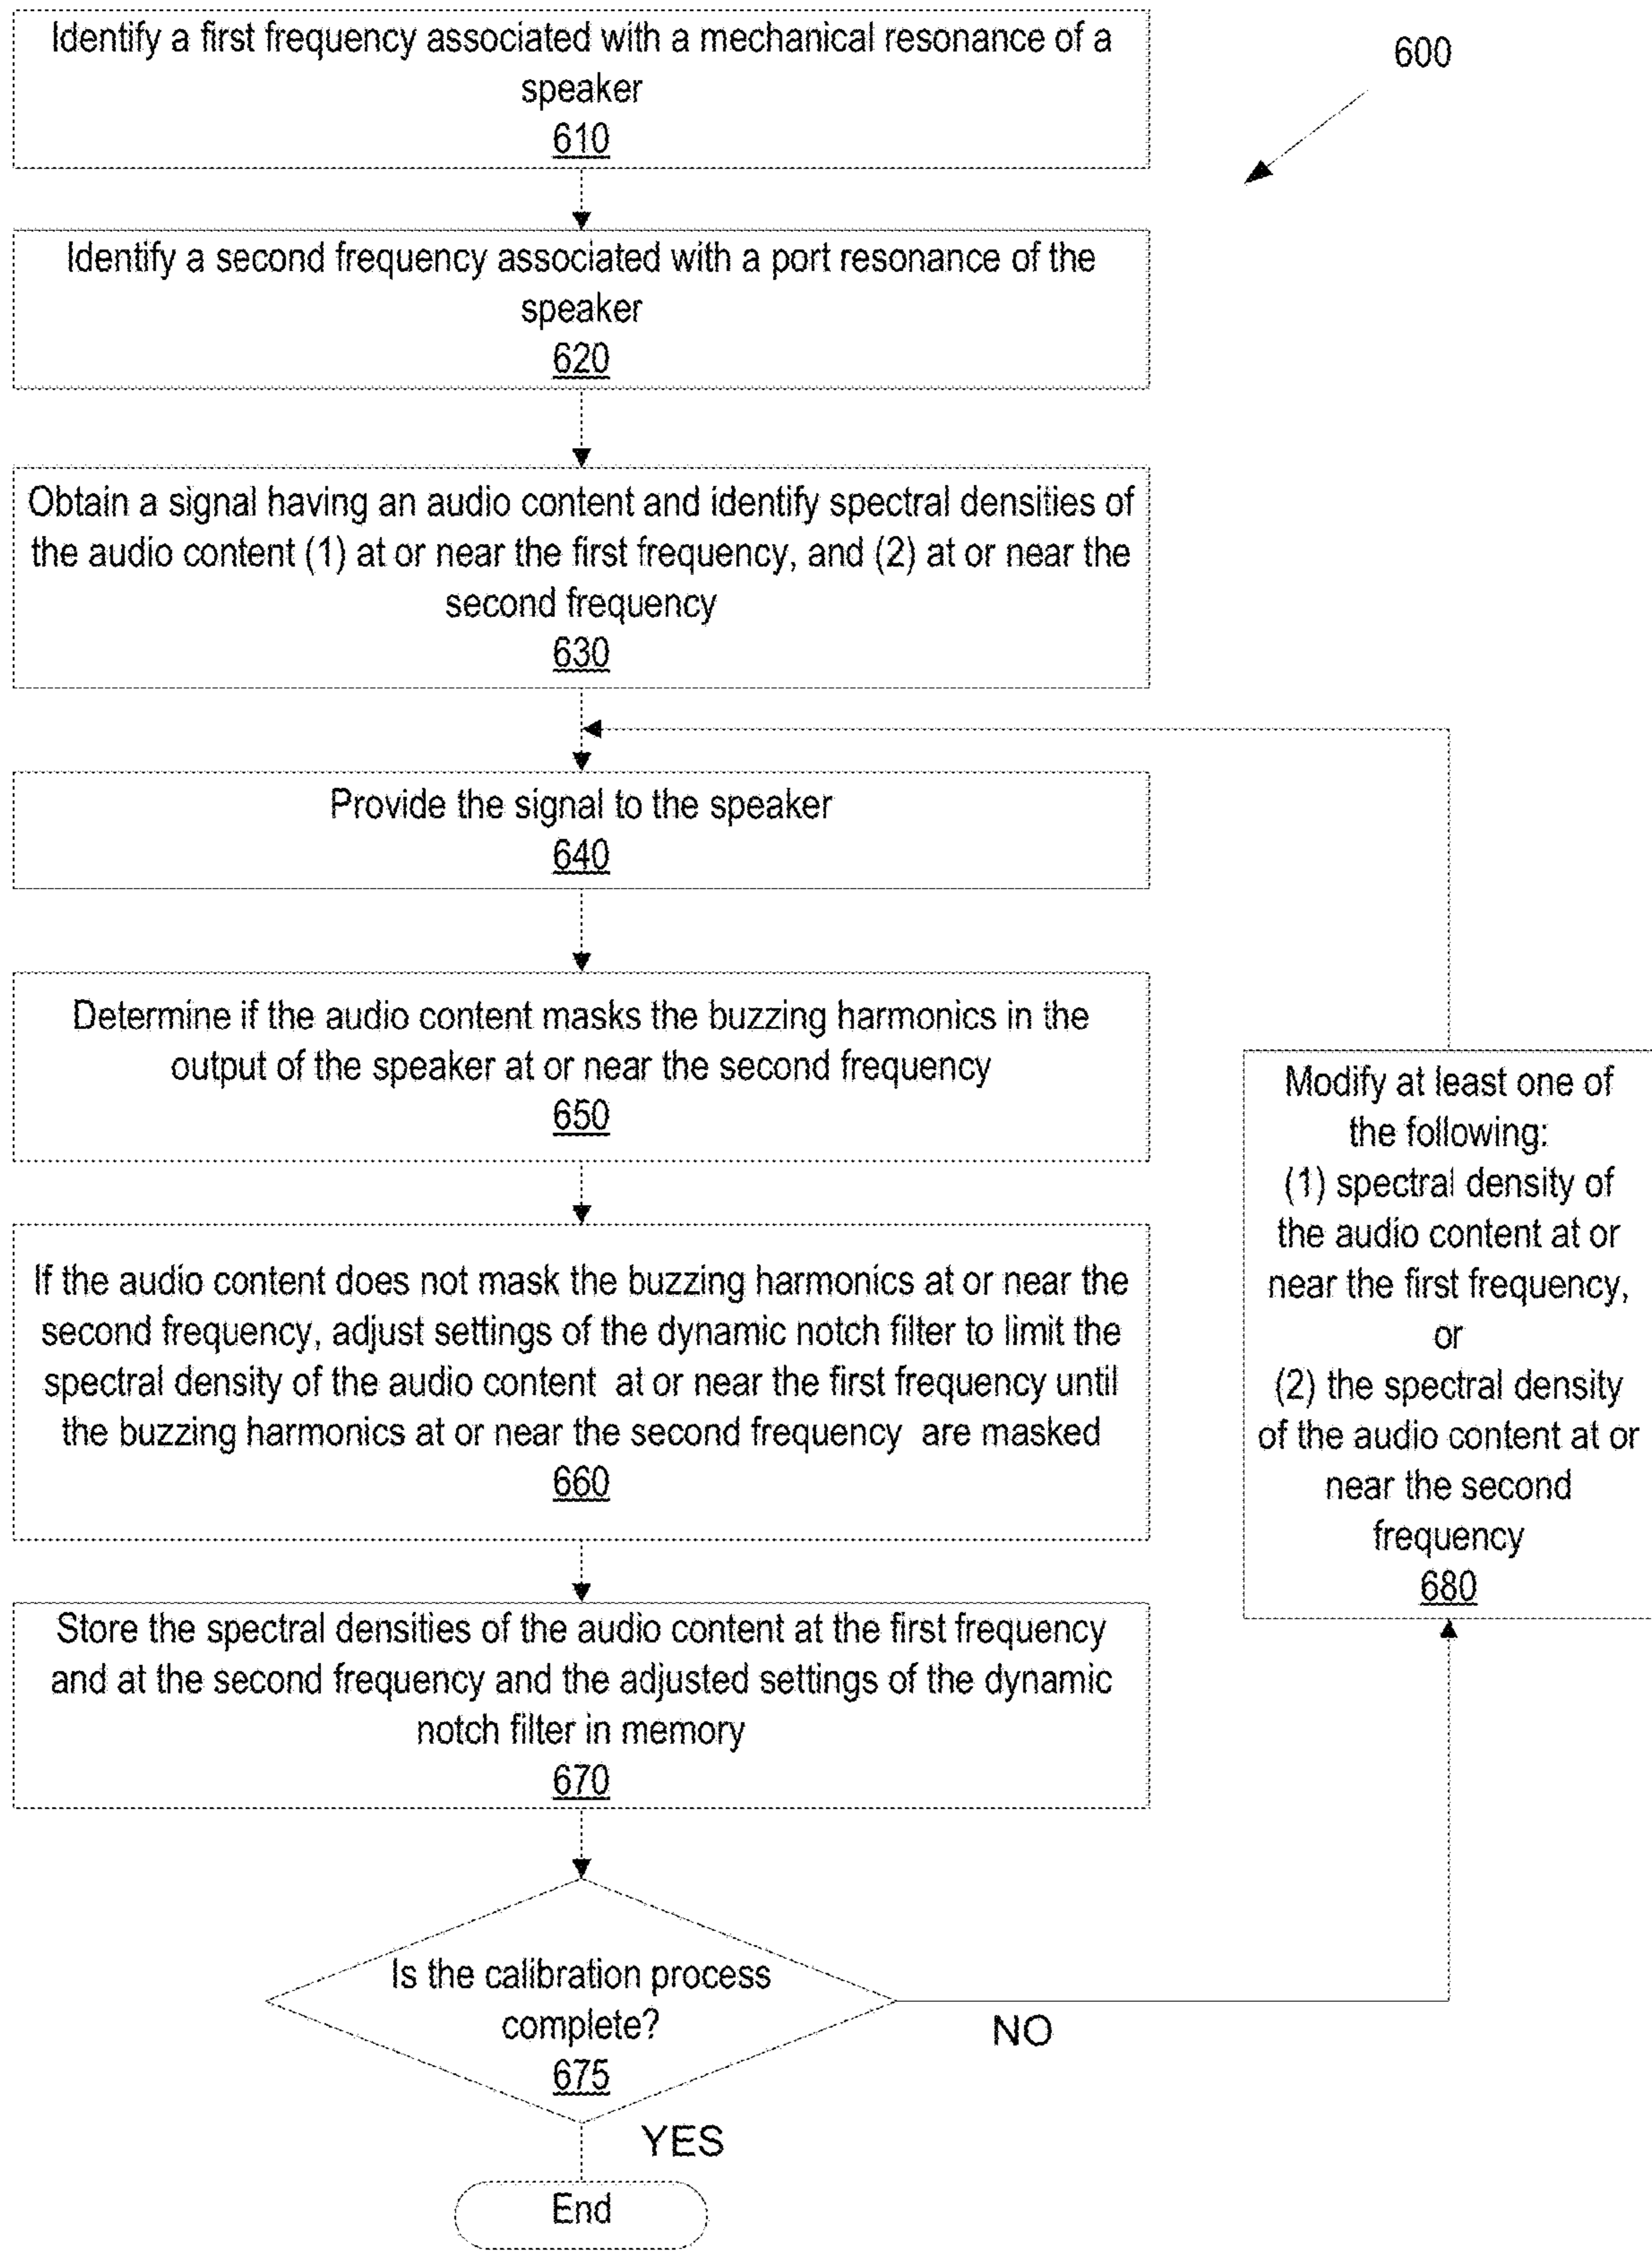 Identify a first frequency associated with a mechanical resonance of a
speaker
610
600
Identify a second frequency associated with a port resonance of the
speaker
620
Obtain a signal having an audio content and identify spectral densities of
the audio content (1) at or near the first frequency, and (2) at or near the
second frequency
630
Provide the signal to the speaker
640
Determine if the audio content masks the buzzing harmonics in the
output of the speaker at or near the second frequency
650
If the audio content does not mask the buzzing harmonics at or near the
second frequency, adjust settings of the dynamic notch filter to limit the
spectral density of the audio content at or near the first frequency until
the buzzing harmonics at or near the second frequency are masked
660
Store the spectral densities of the audio content at the first frequency
and at the second frequency and the adjusted settings of the dynamic
notch filter in memory
670
Is the calibration process
complete?
675
NO
YES
End
Modify at least one of
the following:
(1) spectral density of
the audio content at or
near the first frequency,
or
(2) the spectral density
of the audio content at or
near the second
frequency
680